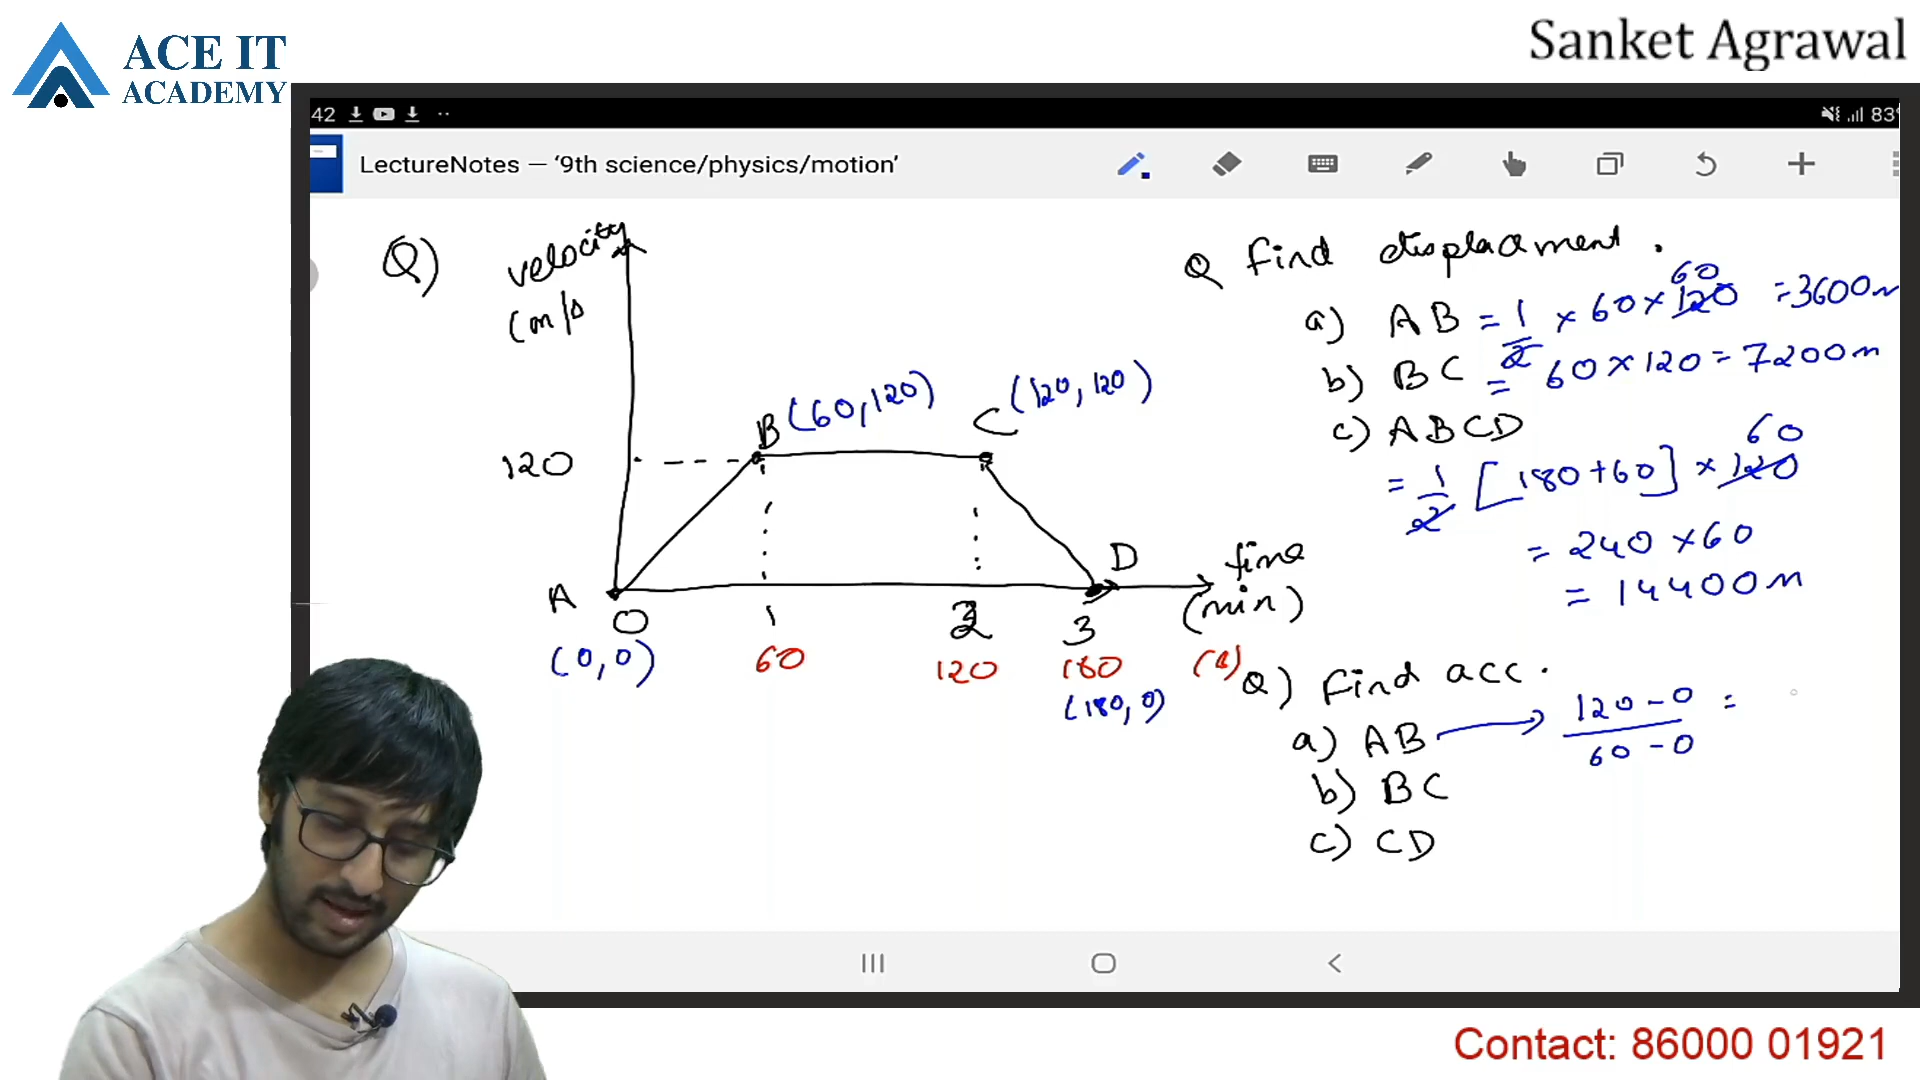 ACE IT
ACADEMY
Sanket Agrawal
42
83
LectureNotes — ‘9th science/physics/motion’
Q)
velocity
(m/s
120
A
B
(60,120)
C
(120, 120)
D
time
(min)
0
1
2
3
(0,0)
60
120
180
(s)
(180, 0)
Q Find displacment.
a) AB = 1/2 × 60 × 120 60 = 3600m
b) BC = 60 × 120 = 7200m
c) ABCD
= 1/2 [180+60] × 120 60
= 240 × 60
= 14400m
Q) Find acc.
a) AB → 120-0 / 60-0 =
b) BC
c) CD
Contact: 86000 01921